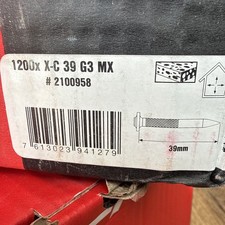 1200x X-C 39 G3 MX
# 2100958
39mm
7 613023 941279